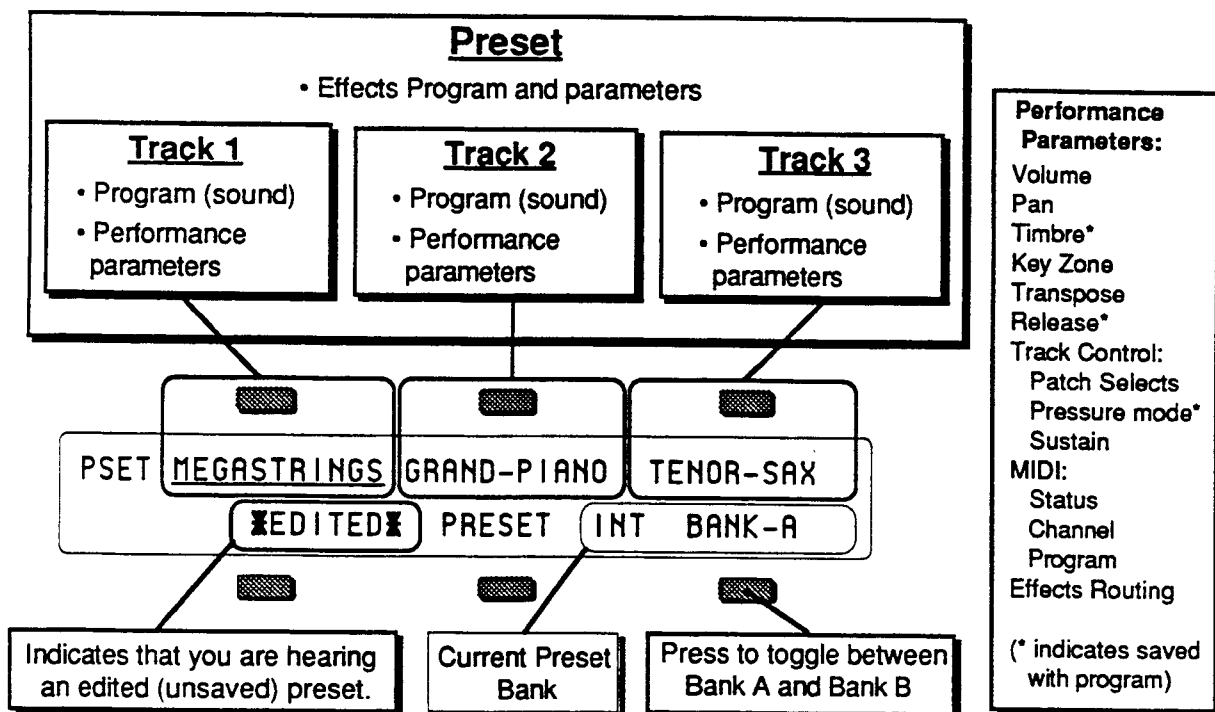 Preset
• Effects Program and parameters
Track 1
• Program (sound)
• Performance
parameters
Track 2
• Program (sound)
• Performance
parameters
Track 3
• Program (sound)
• Performance
parameters
PSET MEGASTRINGS GRAND-PIANO TENOR-SAX
*EDITED* PRESET INT BANK-A
Indicates that you are hearing
an edited (unsaved) preset.
Current Preset
Bank
Press to toggle between
Bank A and Bank B
Performance
Parameters:
Volume
Pan
Timbre*
Key Zone
Transpose
Release*
Track Control:
Patch Selects
Pressure mode*
Sustain
MIDI:
Status
Channel
Program
Effects Routing
(* indicates saved
with program)